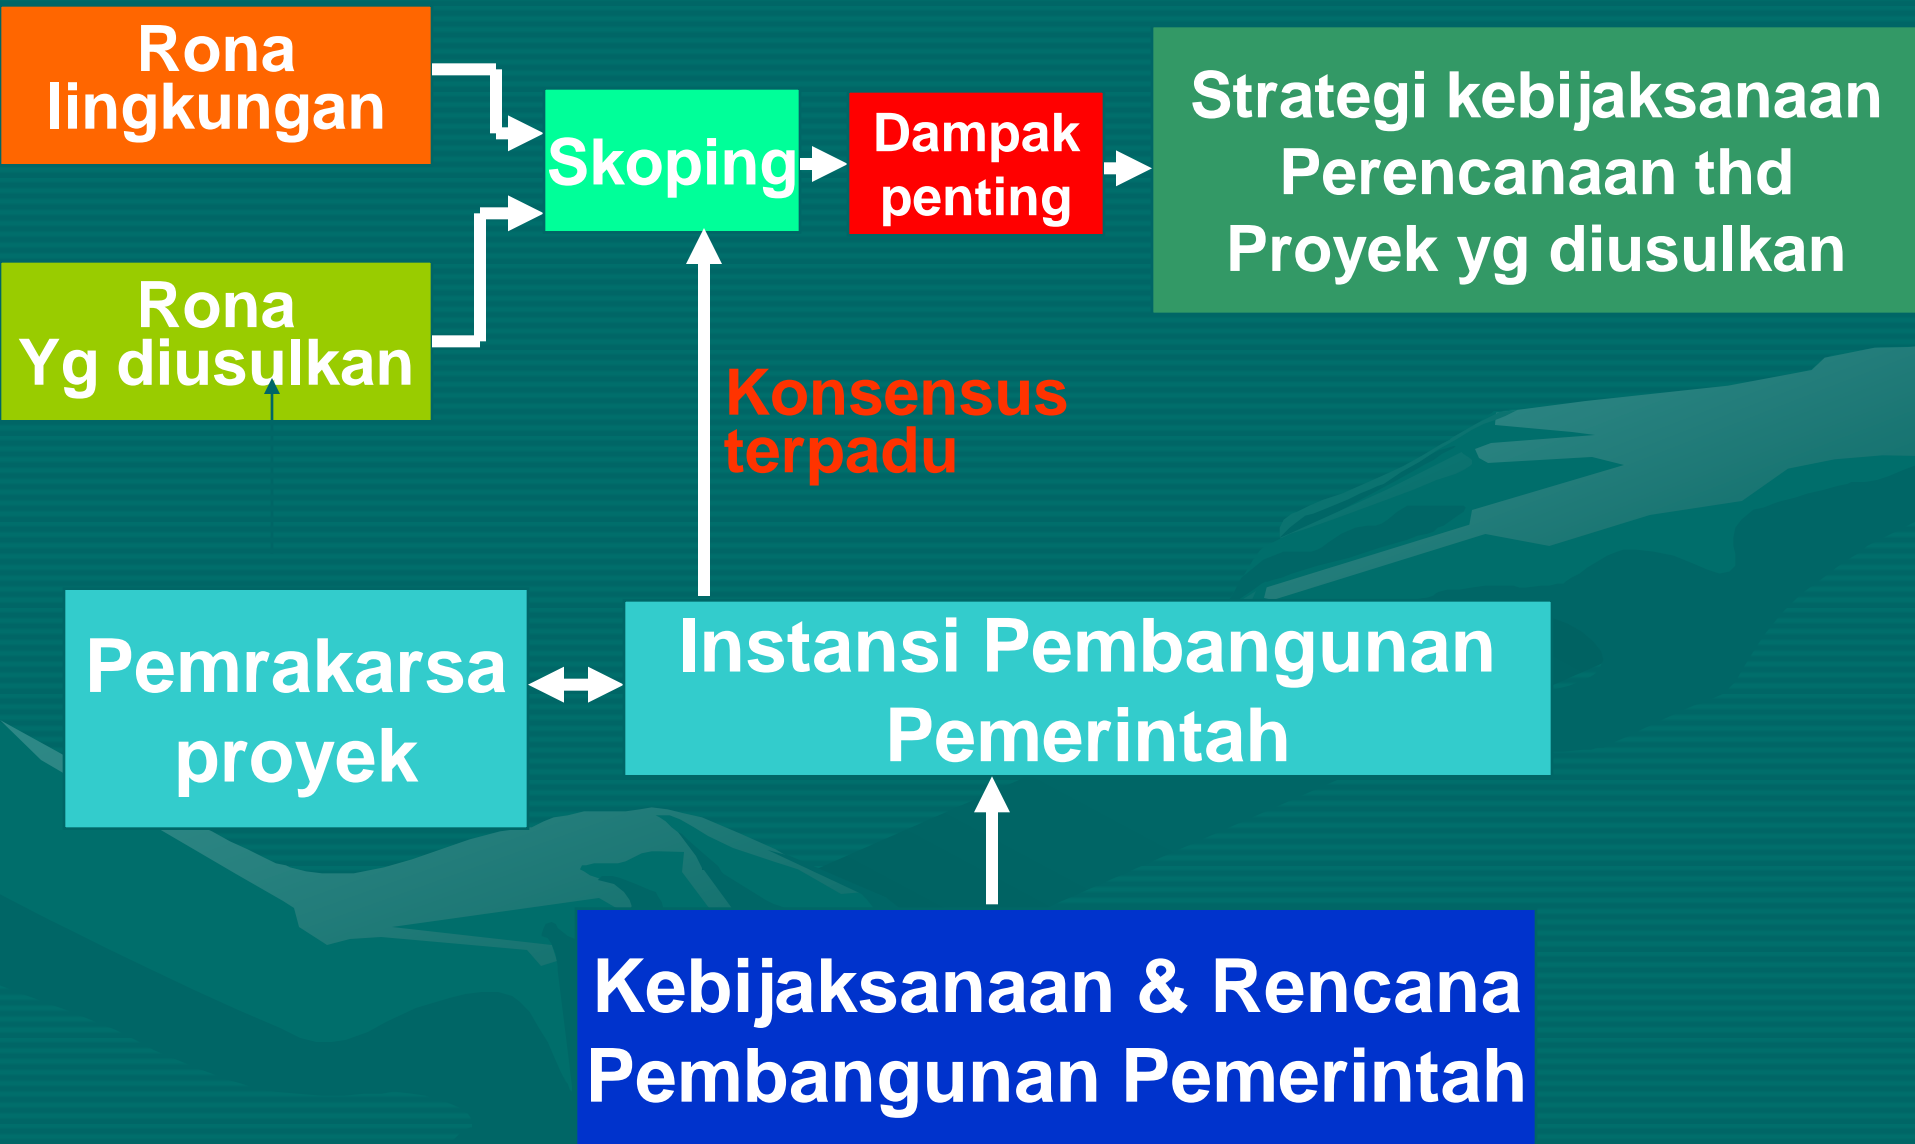 Rona
lingkungan
Skoping
Dampak
penting
Strategi kebijaksanaan
Perencanaan thd
Proyek yg diusulkan
Rona
Yg diusulkan
Konsensus
terpadu
Pemrakarsa
proyek
Instansi Pembangunan
Pemerintah
Kebijaksanaan & Rencana
Pembangunan Pemerintah